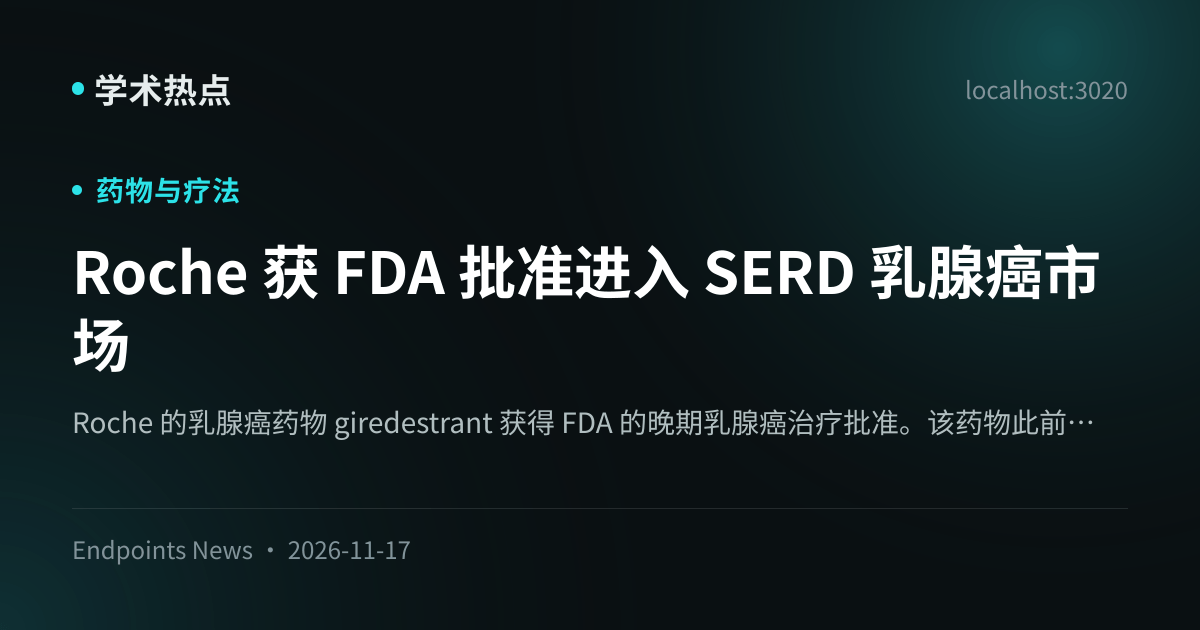 学术热点
localhost:3020
药物与疗法
Roche 获 FDA 批准进入 SERD 乳腺癌市
场
Roche 的乳腺癌药物 giredestrant 获得 FDA 的晚期乳腺癌治疗批准。该药物此前…
Endpoints News · 2026-11-17